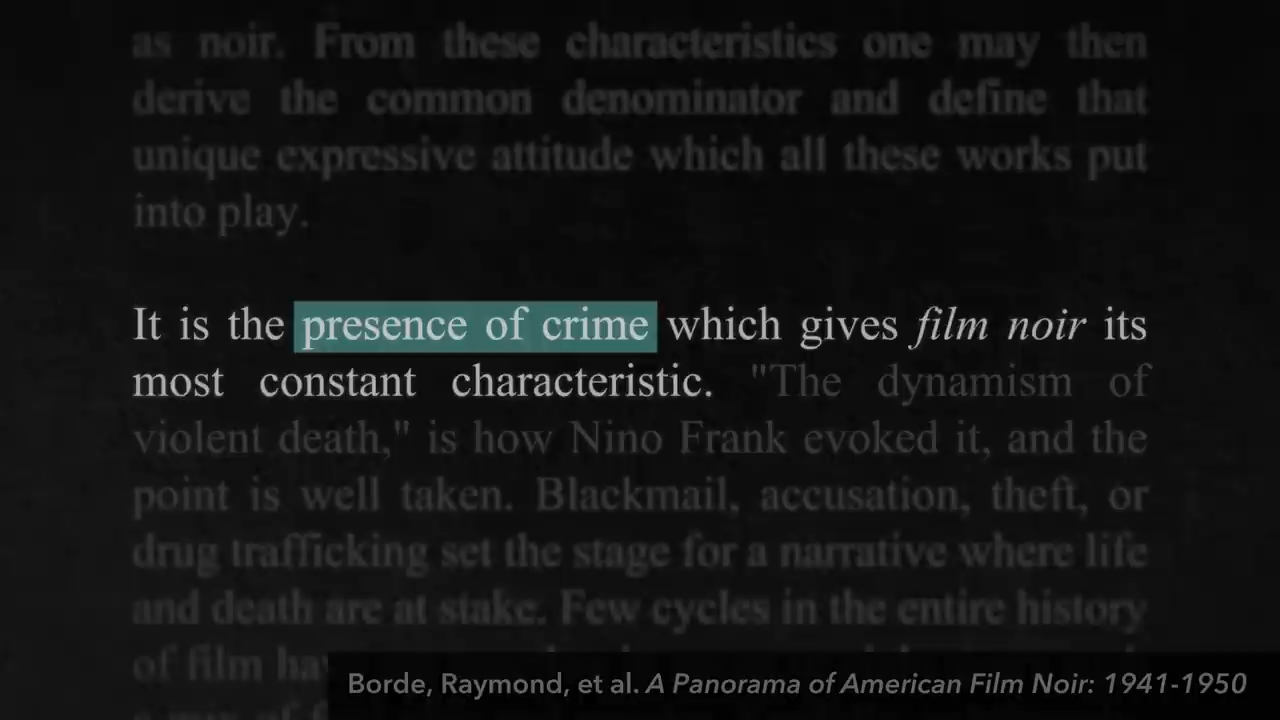 as noir. From these characteristics one may then
derive the common denominator and define that
unique expressive attitude which all these works put
into play.
It is the presence of crime which gives film noir its
most constant characteristic. "The dynamism of
violent death," is how Nino Frank evoked it, and the
point is well taken. Blackmail, accusation, theft, or
drug trafficking set the stage for a narrative where life
and death are at stake. Few cycles in the entire history
of film
Borde, Raymond, et al. A Panorama of American Film Noir: 1941-1950